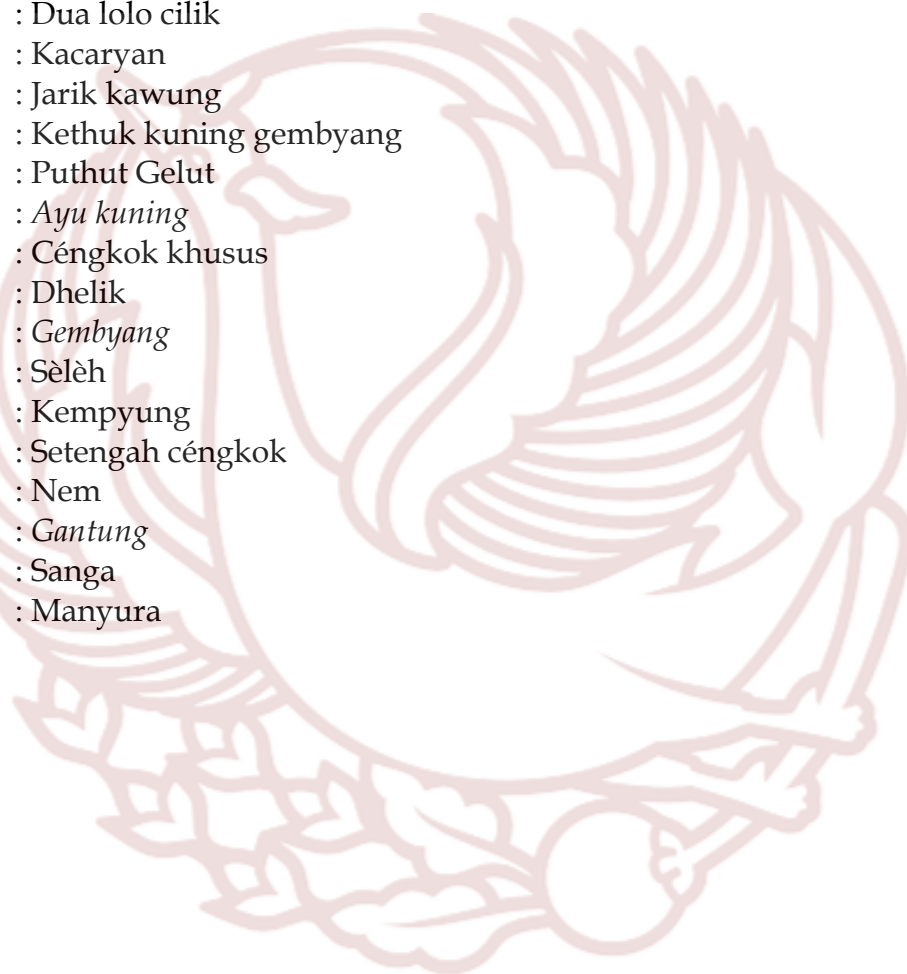 : Dua lolo cilik
: Kacaryan
: Jarik kawung
: Kethuk kuning gembyang
: Puthut Gelut
: Ayu kuning
: Céngkok khusus
: Dhelik
: Gembyang
: Sèlèh
: Kempyung
: Setengah céngkok
: Nem
: Gantung
: Sanga
: Manyura